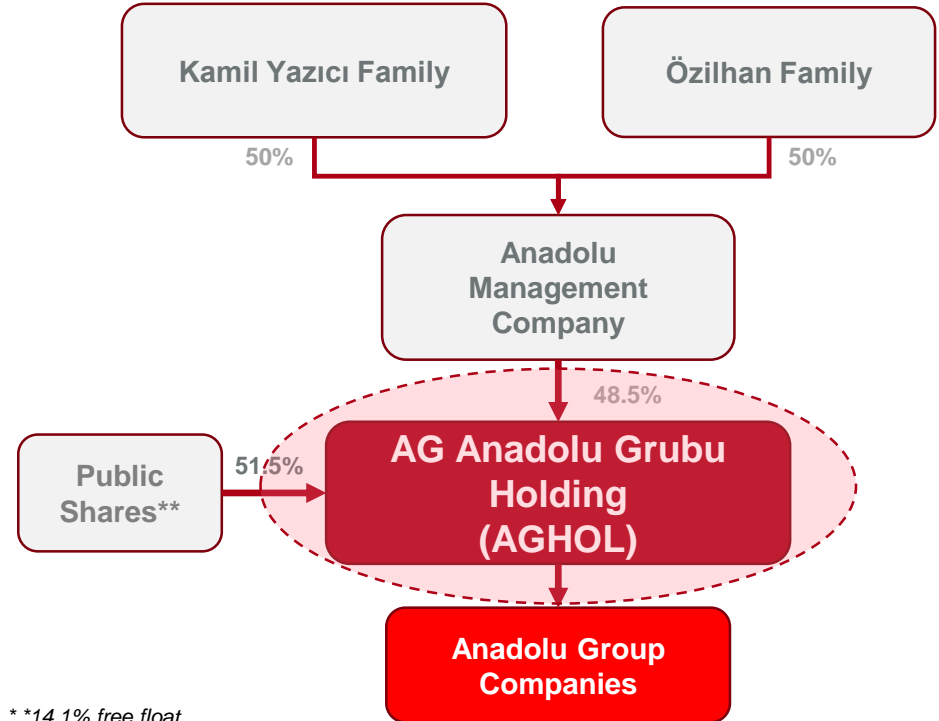 Kamil Yazıcı Family
Özilhan Family
50%
50%
Anadolu
Management
Company
48.5%
Public
Shares**
51.5%
AG Anadolu Grubu
Holding
(AGHOL)
Anadolu Group
Companies
* *14.1% free float